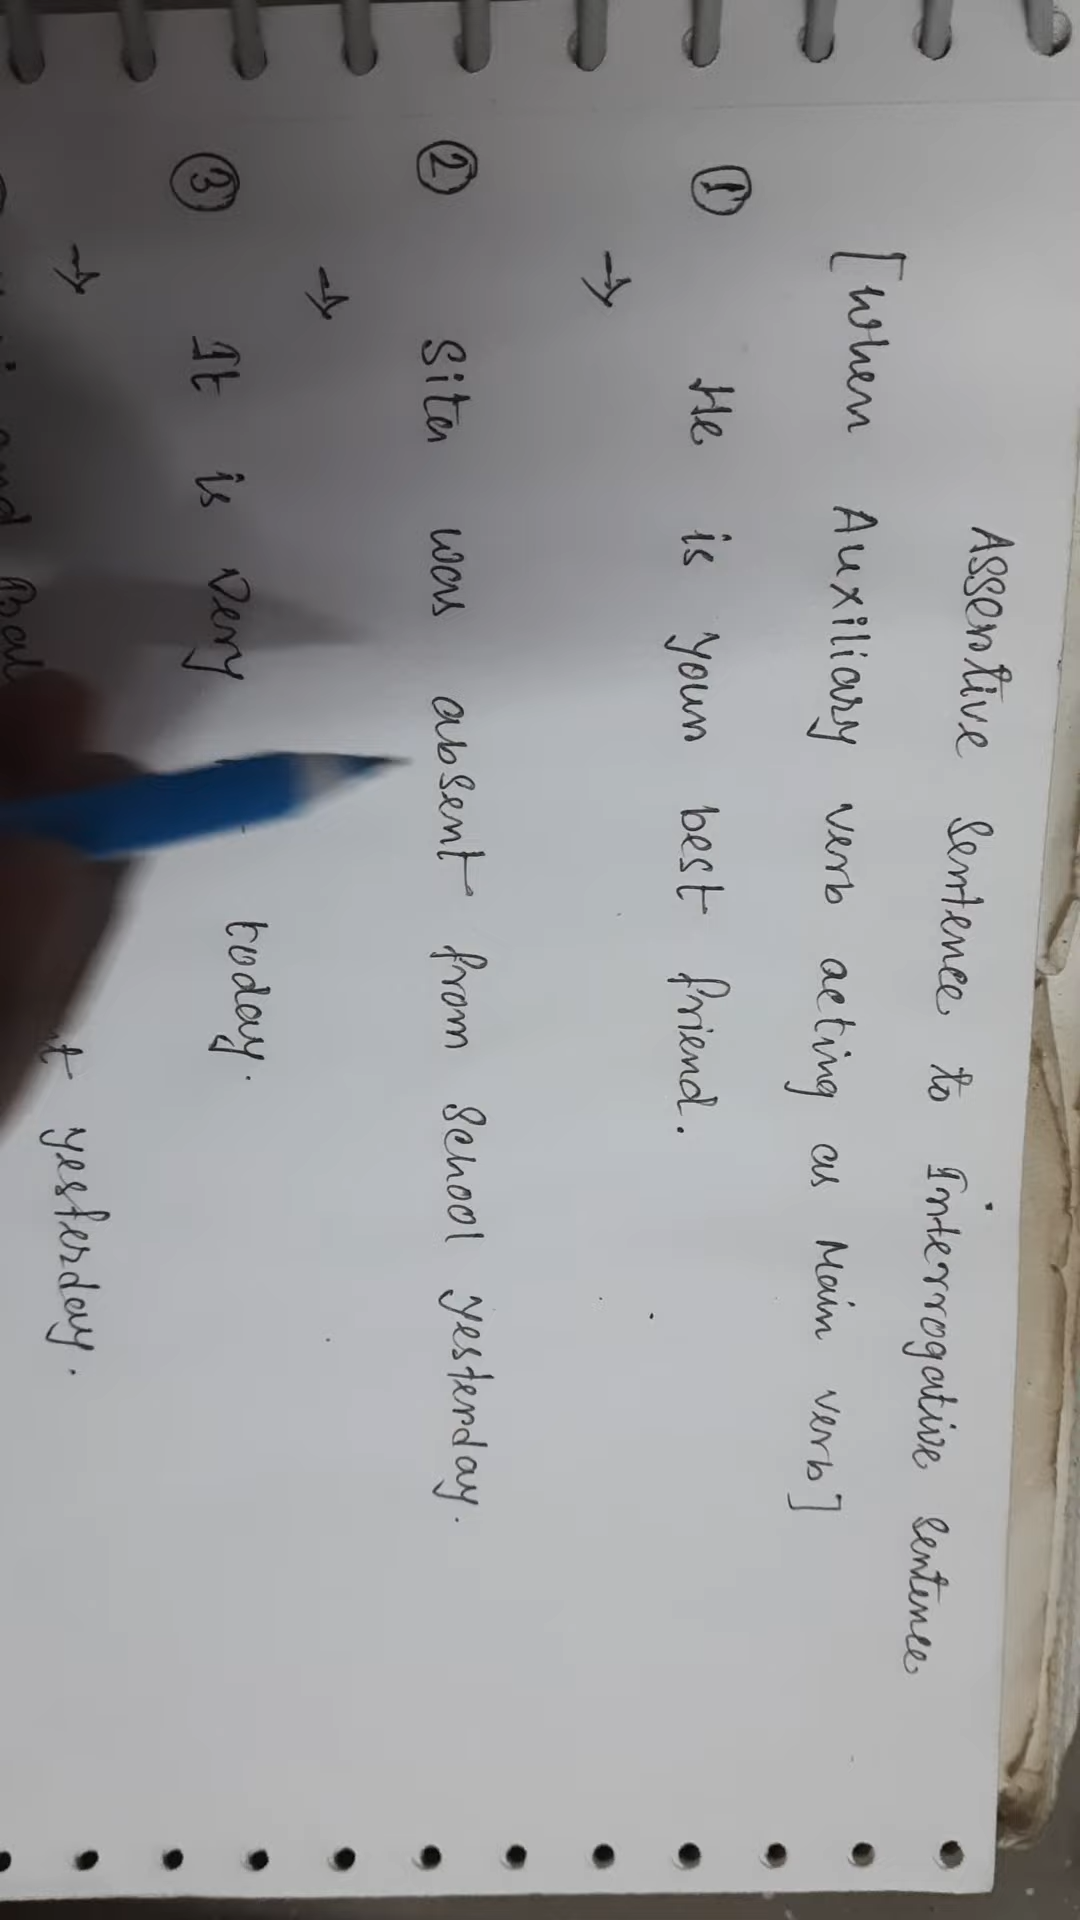 Assertive Sentence to Interrogative Sentence
[When Auxiliary verb acting as Main verb]
① He is your best friend.
→
② Sita was absent from School yesterday.
→
③ It is very today.
→
and yesterday.